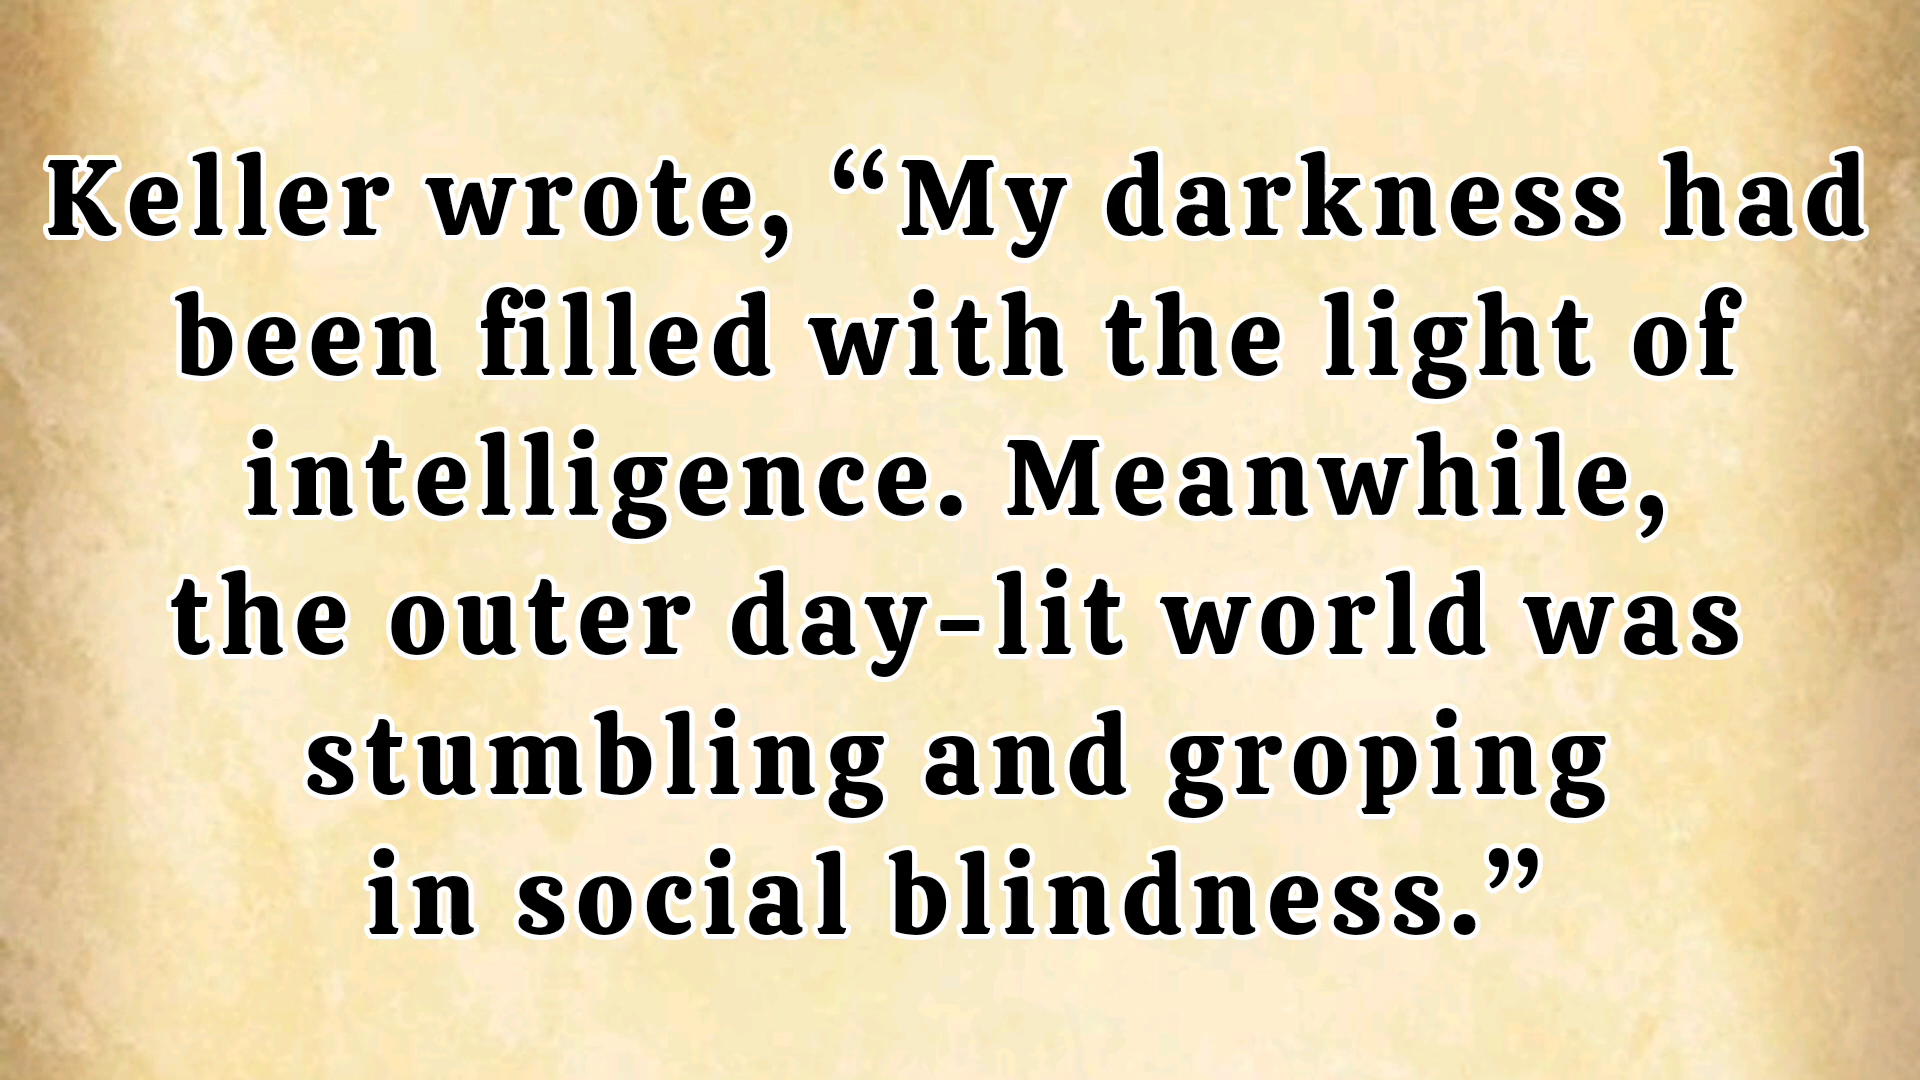 Keller wrote, “My darkness had
been filled with the light of
intelligence. Meanwhile,
the outer day-lit world was
stumbling and groping
in social blindness.”